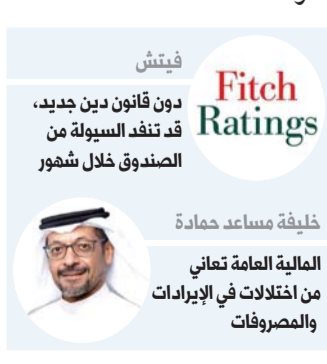 فيتش
Fitch
Ratings
دون قانون دين جديد،
قد تنفد السيولة من
الصندوق خلال شهور
خليفة مساعد حمادة
المالية العامة تعاني
من اختلالات في الإيرادات
والمصروفات